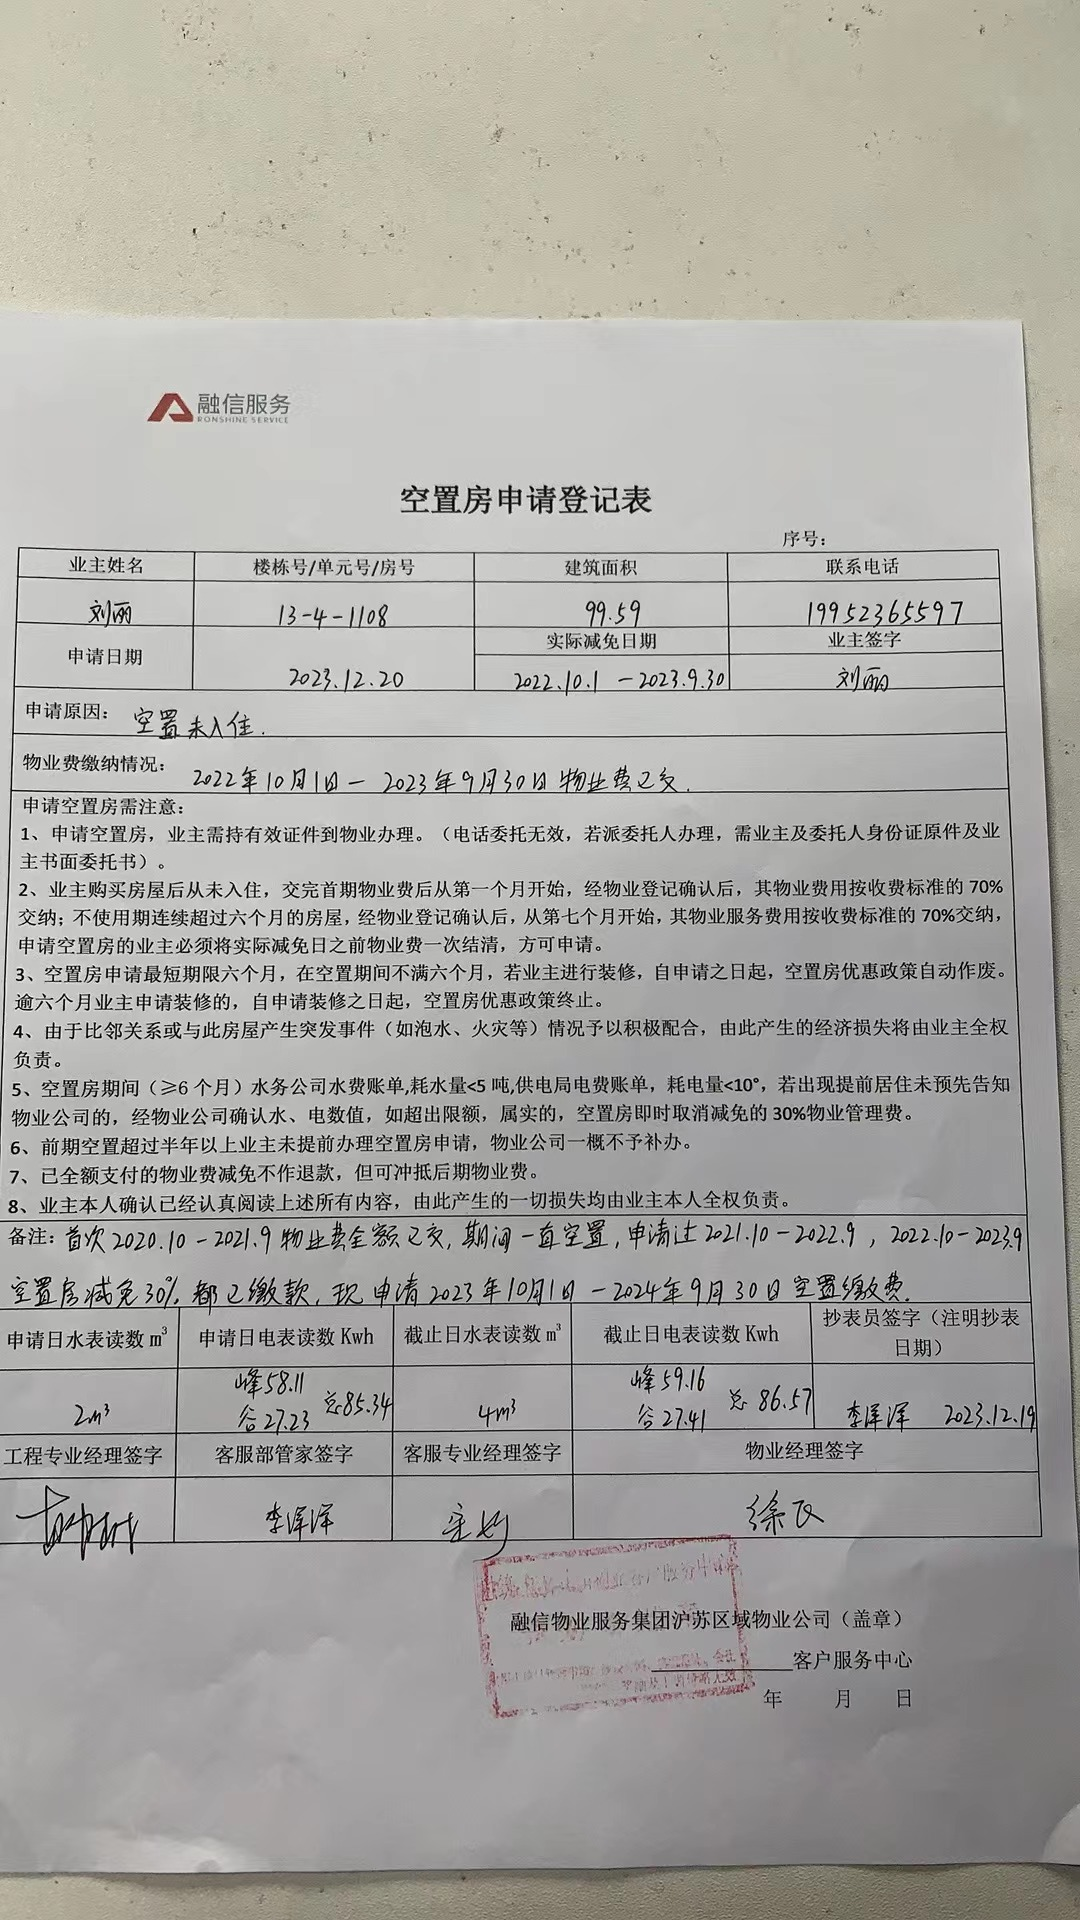 融信服务
RONSHINE SERVICE
空置房申请登记表
序号：
业主姓名 楼栋号/单元号/房号 建筑面积 联系电话
刘丽 13-4-1108 99.59 19952365597
申请日期 2023.12.20 实际减免日期 业主签字
2022.10.1 -2023.9.30 刘丽
申请原因： 空置未入住.
物业费缴纳情况： 2022年10月1日－2023年9月30日物业费已交.
申请空置房需注意：
1、申请空置房，业主需持有效证件到物业办理。（电话委托无效，若派委托人办理，需业主及委托人身份证原件及业
主书面委托书）。
2、业主购买房屋后从未入住，交完首期物业费后从第一个月开始，经物业登记确认后，其物业费用按收费标准的 70%
交纳；不使用期连续超过六个月的房屋，经物业登记确认后，从第七个月开始，其物业服务费用按收费标准的 70%交纳，
申请空置房的业主必须将实际减免日之前物业费一次结清，方可申请。
3、空置房申请最短期限六个月，在空置期间不满六个月，若业主进行装修，自申请之日起，空置房优惠政策自动作废。
逾六个月业主申请装修的，自申请装修之日起，空置房优惠政策终止。
4、由于比邻关系或与此房屋产生突发事件（如泡水、火灾等）情况予以积极配合，由此产生的经济损失将由业主全权
负责。
5、空置房期间（≥6 个月）水务公司水费账单,耗水量<5 吨,供电局电费账单，耗电量<10°，若出现提前居住未预先告知
物业公司的，经物业公司确认水、电数值，如超出限额，属实的，空置房即时取消减免的 30%物业管理费。
6、前期空置超过半年以上业主未提前办理空置房申请，物业公司一概不予补办。
7、已全额支付的物业费减免不作退款，但可冲抵后期物业费。
8、业主本人确认已经认真阅读上述所有内容，由此产生的一切损失均由业主本人全权负责。
备注：首次2020.10－2021.9物业费全额已交,期间一直空置,申请过2021.10－2022.9，2022.10－2023.9
空置房减免30%,都已缴款,现申请2023年10月1日－2024年9月30日空置缴费.
申请日水表读数 m³ 申请日电表读数 Kwh 截止日水表读数 m³ 截止日电表读数 Kwh 抄表员签字（注明抄表
日期）
2m³ 峰58.11 谷27.23 总85.34 4m³ 峰59.16 谷27.41 总86.57 李洋洋 2023.12.19
工程专业经理签字 客服部管家签字 客服专业经理签字 物业经理签字
李洋洋
融信物业服务集团沪苏区域物业公司（盖章）
客户服务中心
年 月 日